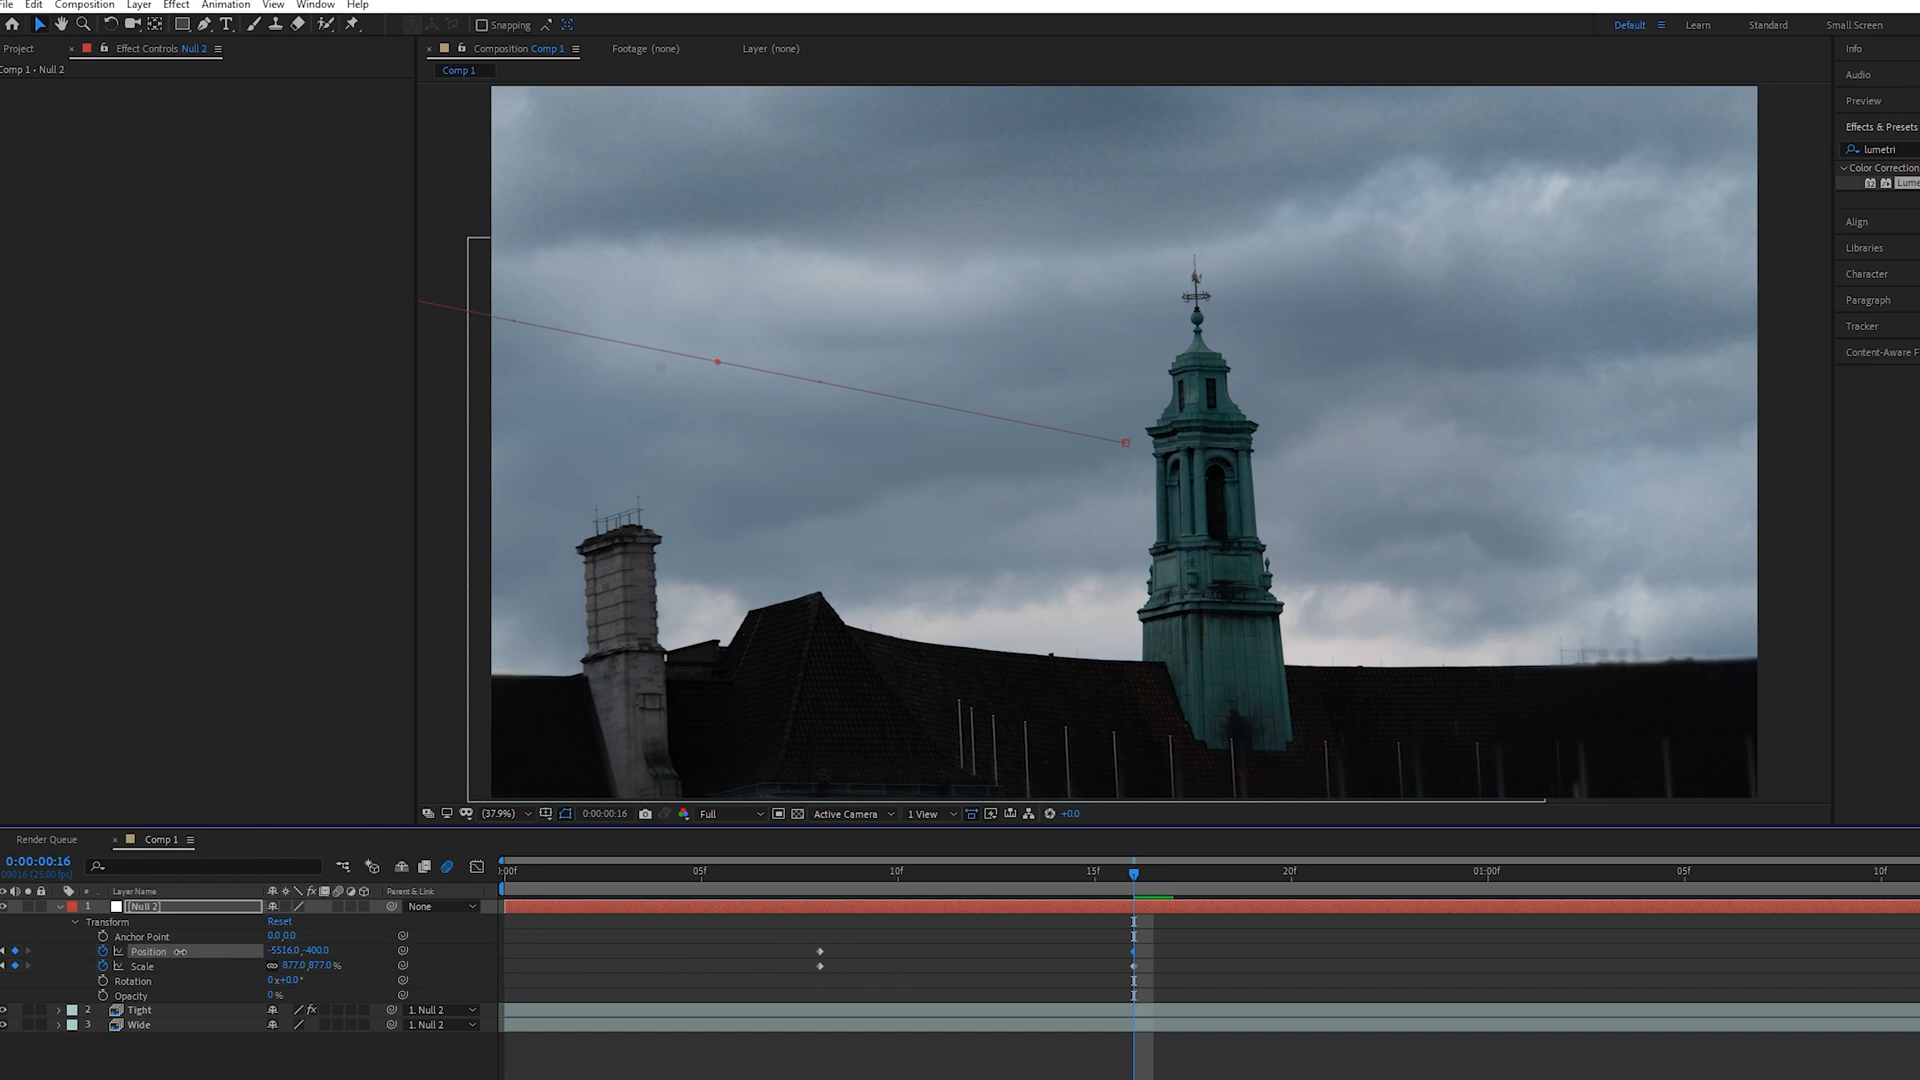 File Edit Composition Layer Effect Animation View Window Help
Snapping
Default Learn Standard Small Screen
Project Effect Controls Null 2 Composition Comp 1 Footage (none) Layer (none) Info
Comp 1 • Null 2
Comp 1
Audio
Preview
Effects & Presets
lumetri
Color Correction
Lume
Align
Libraries
Character
Paragraph
Tracker
Content-Aware F
(37.9%) 0:00:00:16 Full Active Camera 1 View +0.0
Render Queue Comp 1
0:00:00:16
00016 (25.00 fps)
:00f 05f 10f 15f 20f 01:00f 05f 10f
# Layer Name fx Parent & Link
1 [Null 2] None
Transform Reset
Anchor Point 0.0,0.0
Position -5516.0,-400.0
Scale 877.0,877.0%
Rotation 0x+0.0°
Opacity 0%
2 Tight fx 1. Null 2
3 Wide 1. Null 2